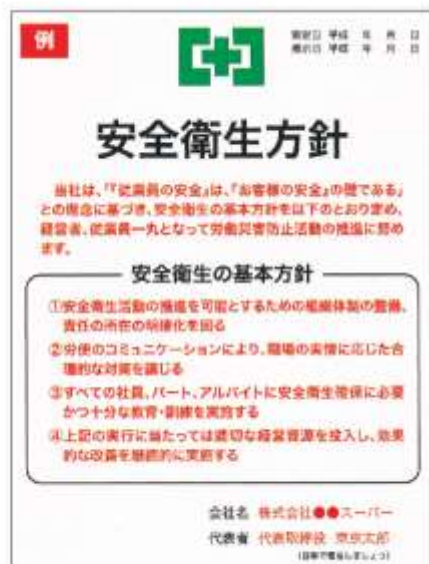 例
制定日 平成 年 月 日
掲示日 平成 年 月 日
安全衛生方針
当社は、「『従業員の安全』は、『お客様の安全』の礎である」
との理念に基づき、安全衛生の基本方針を以下のとおり定め、
経営者、従業員一丸となって労働災害防止活動の推進に努め
ます。
安全衛生の基本方針
①安全衛生活動の推進を可能とするための組織体制の整備、
責任の所在の明確化を図る
②労使のコミュニケーションにより、職場の実情に応じた合
理的な対策を講じる
③すべての社員、パート、アルバイトに安全衛生確保に必要
かつ十分な教育・訓練を実施する
④上記の実行に当たっては適切な経営資源を投入し、効果
的な改善を継続的に実施する
会社名 株式会社●●スーパー
代表者 代表取締役 東京太郎
(自筆で署名しましょう)